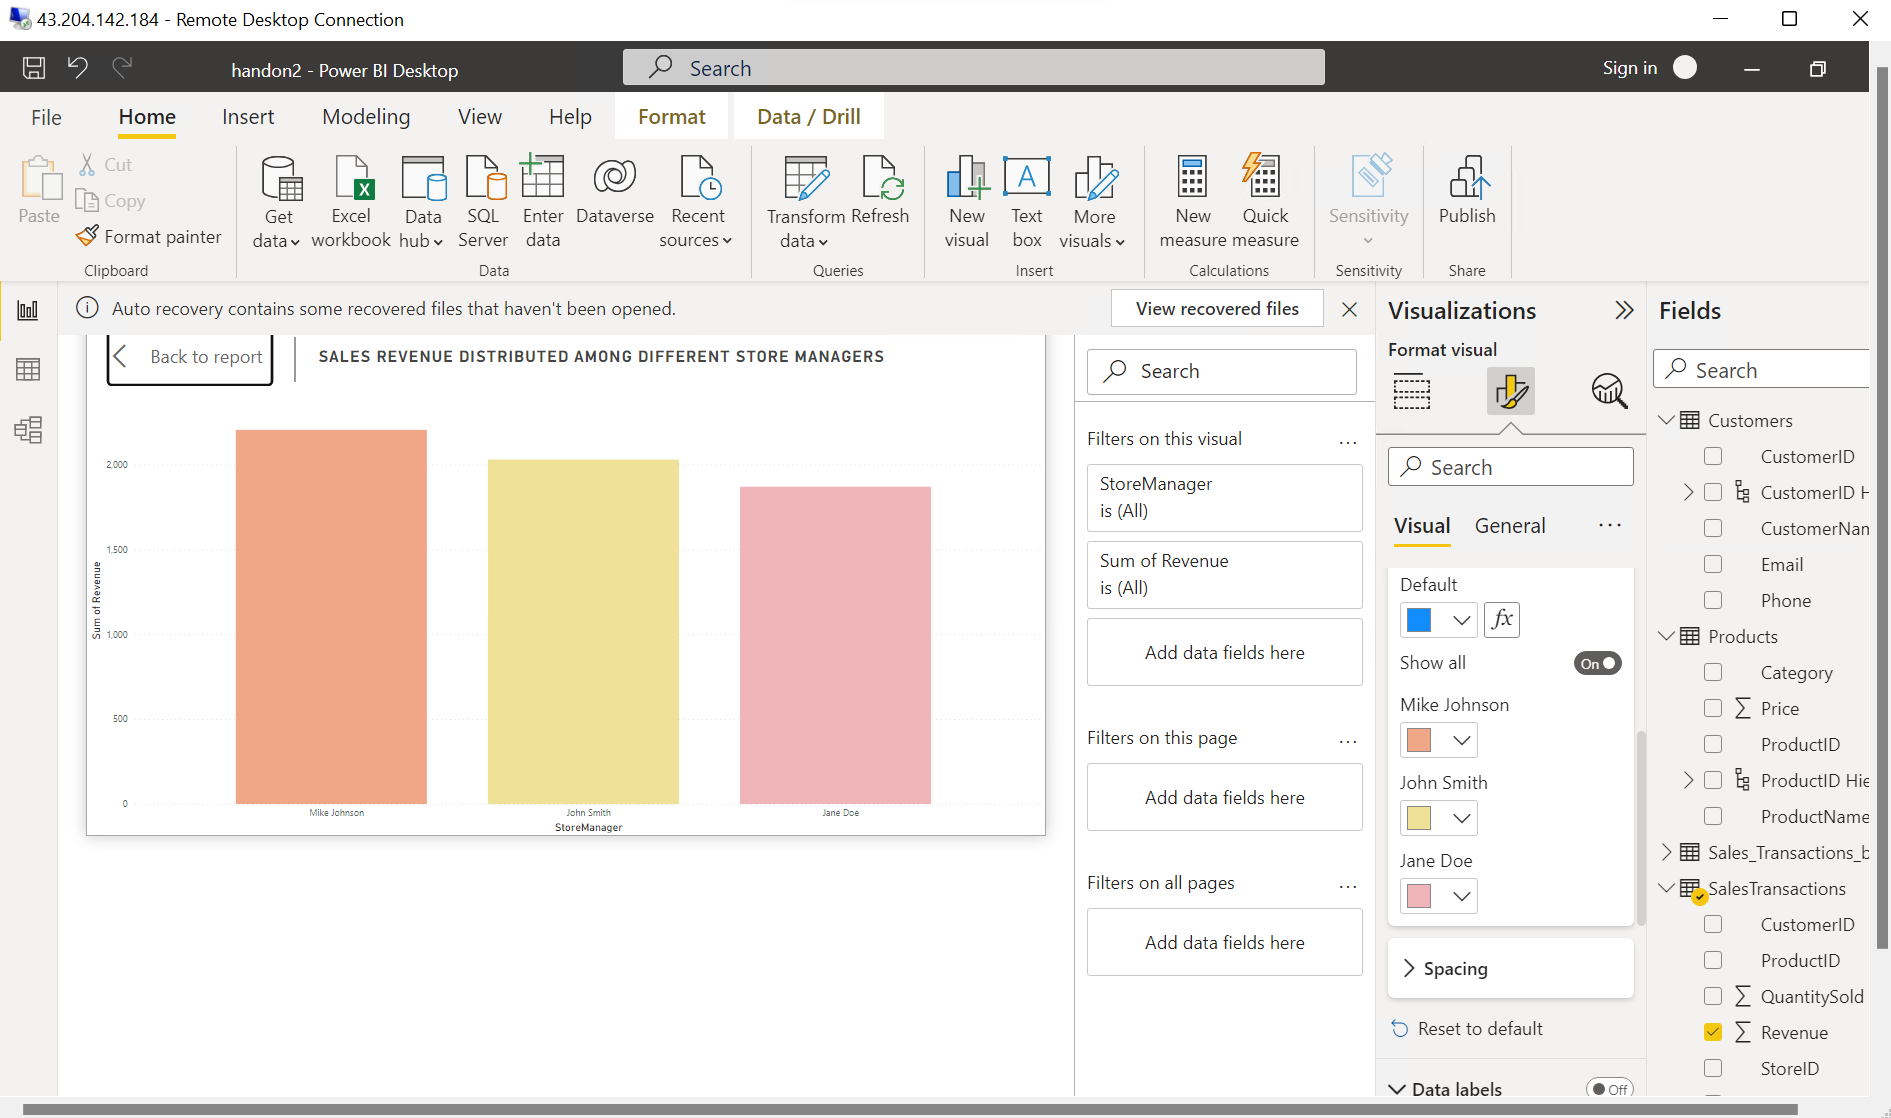 43.204.142.184 - Remote Desktop Connection
handon2 - Power BI Desktop
Search
Sign in
File
Home
Insert
Modeling
View
Help
Format
Data / Drill
Paste
Cut
Copy
Format painter
Clipboard
Get
data
Excel
workbook
Data
hub
SQL
Server
Enter
data
Dataverse
Recent
sources
Data
Transform
data
Refresh
Queries
New
visual
Text
box
More
visuals
Insert
New
measure
Quick
measure
Calculations
Sensitivity
Sensitivity
Publish
Share
Auto recovery contains some recovered files that haven't been opened.
View recovered files
Back to report
SALES REVENUE DISTRIBUTED AMONG DIFFERENT STORE MANAGERS
2,000
1,500
1,000
500
0
Sum of Revenue
Mike Johnson
John Smith
Jane Doe
StoreManager
Search
Filters on this visual
...
StoreManager
is (All)
Sum of Revenue
is (All)
Add data fields here
Filters on this page
...
Add data fields here
Filters on all pages
...
Add data fields here
Visualizations
Format visual
Search
Visual
General
...
Default
fx
Show all
On
Mike Johnson
John Smith
Jane Doe
Spacing
Reset to default
Data labels
Off
Fields
Search
Customers
CustomerID
CustomerID H
CustomerNam
Email
Phone
Products
Category
Price
ProductID
ProductID Hie
ProductName
Sales_Transactions_b
SalesTransactions
CustomerID
ProductID
QuantitySold
Revenue
StoreID